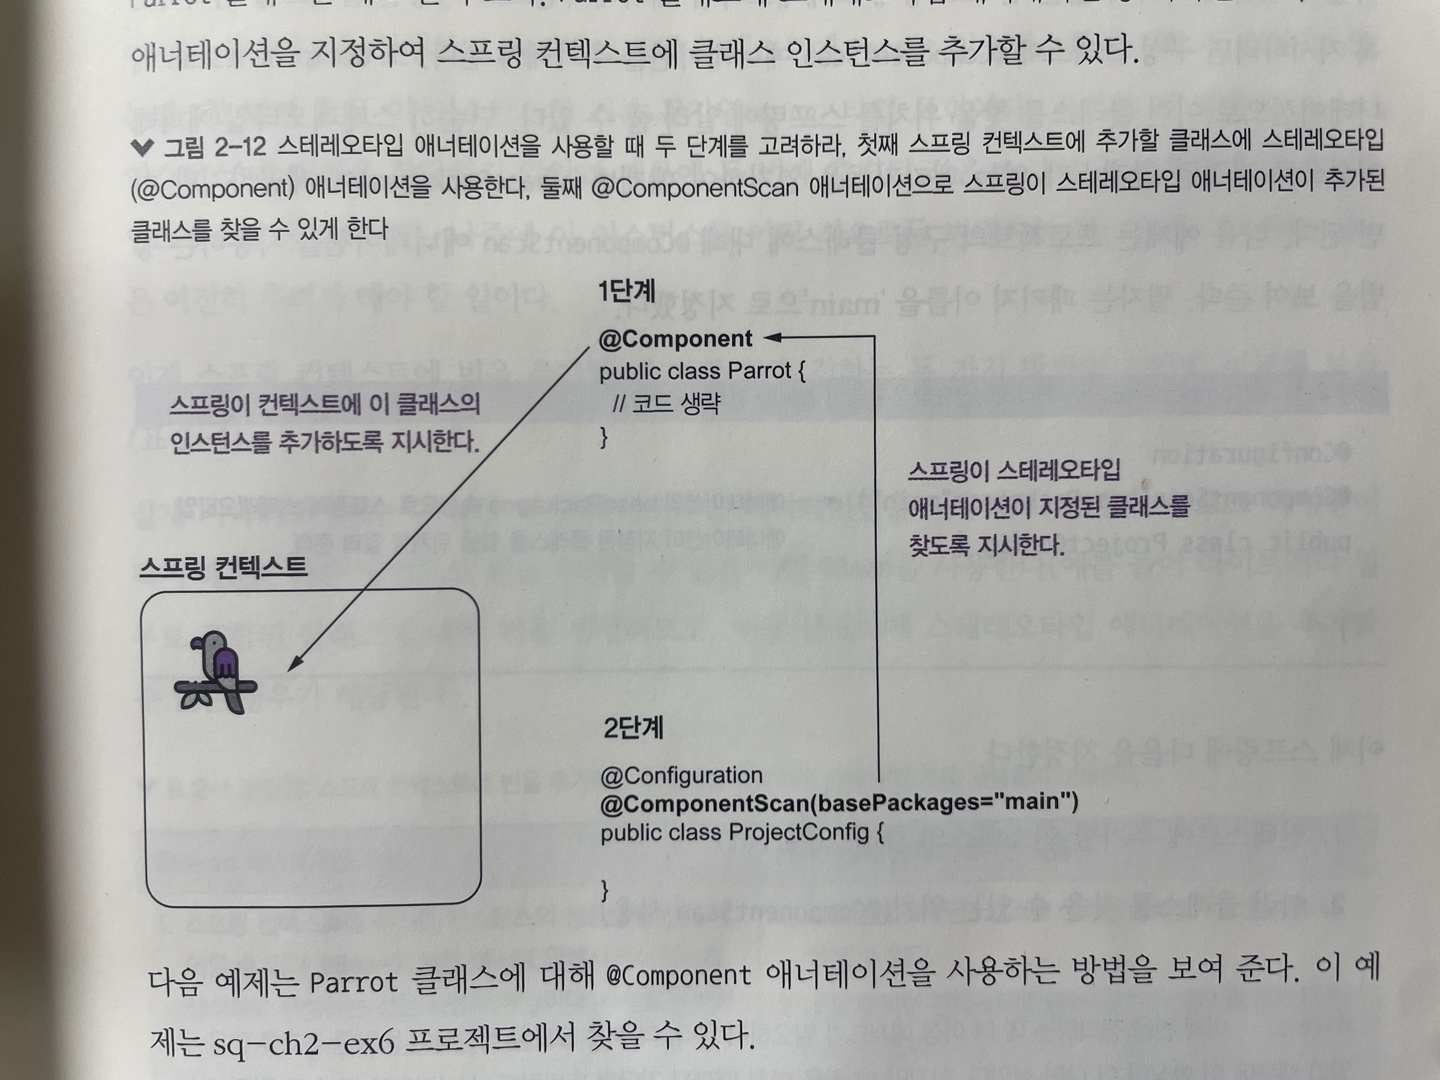 애너테이션을 지정하여 스프링 컨텍스트에 클래스 인스턴스를 추가할 수 있다.
그림 2-12 스테레오타입 애너테이션을 사용할 때 두 단계를 고려하라, 첫째 스프링 컨텍스트에 추가할 클래스에 스테레오타입
(@Component) 애너테이션을 사용한다, 둘째 @ComponentScan 애너테이션으로 스프링이 스테레오타입 애너테이션이 추가된
클래스를 찾을 수 있게 한다
1단계
@Component
public class Parrot {
// 코드 생략
}
스프링이 컨텍스트에 이 클래스의
인스턴스를 추가하도록 지시한다.
스프링이 스테레오타입
애너테이션이 지정된 클래스를
찾도록 지시한다.
스프링 컨텍스트
2단계
@Configuration
@ComponentScan(basePackages="main")
public class ProjectConfig {
}
다음 예제는 Parrot 클래스에 대해 @Component 애너테이션을 사용하는 방법을 보여 준다. 이 예
제는 sq-ch2-ex6 프로젝트에서 찾을 수 있다.